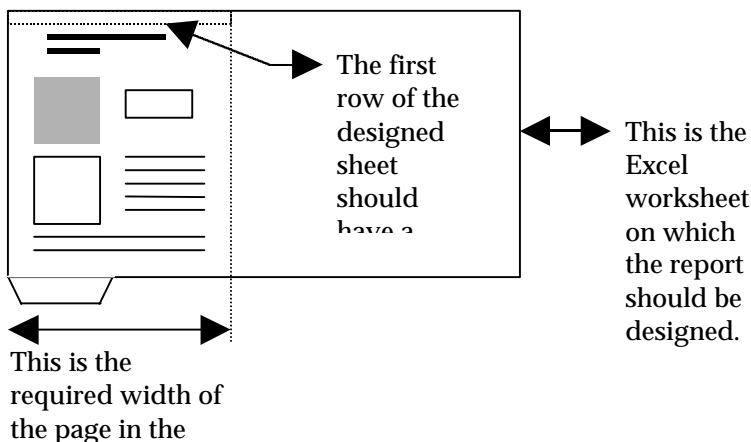 The first
row of the
designed
sheet
should
have a
This is the
Excel
worksheet
on which
the report
should be
designed.
This is the
required width of
the page in the